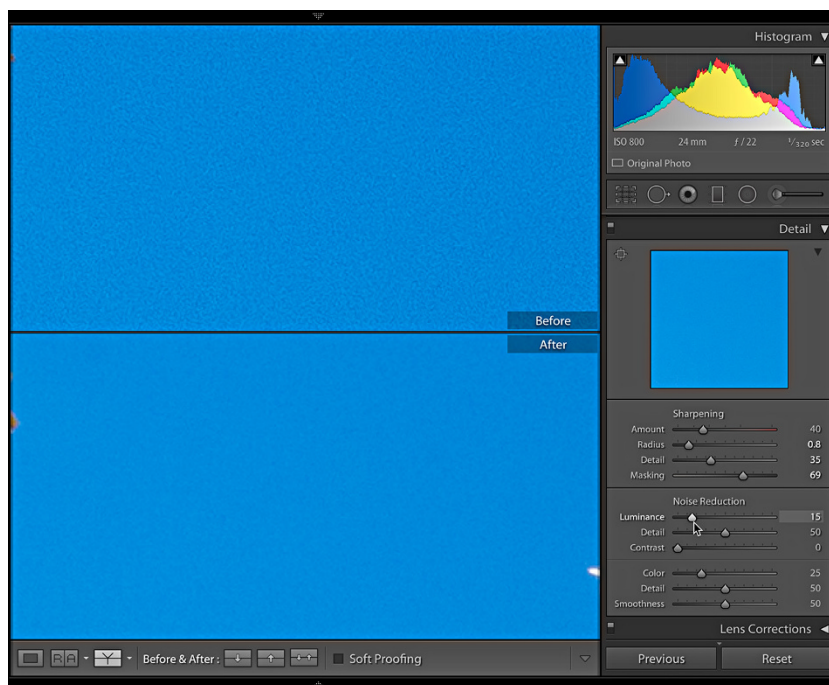 Before
After
Before & After :
Soft Proofing
Histogram
ISO 800 24 mm f / 22 1/320 sec
Original Photo
Detail
Sharpening
Amount 40
Radius 0.8
Detail 35
Masking 69
Noise Reduction
Luminance 15
Detail 50
Contrast 0
Color 25
Detail 50
Smoothness 50
Lens Corrections
Previous Reset